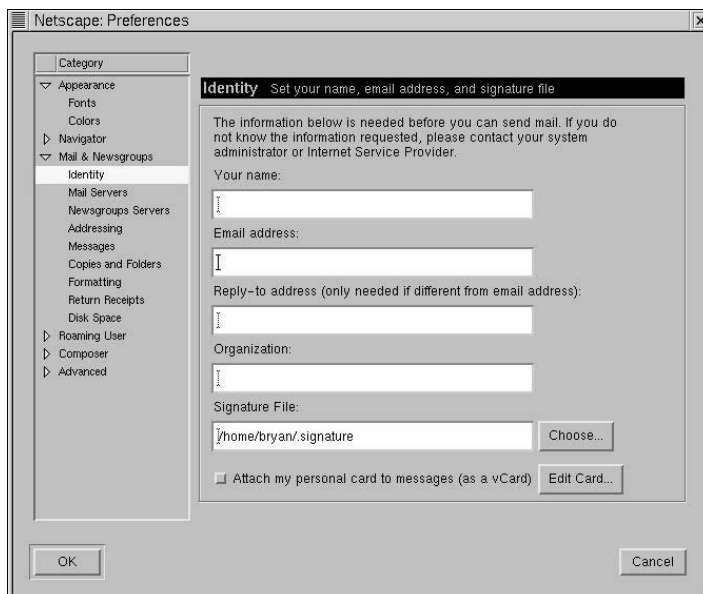 Netscape: Preferences
Category
Appearance
Fonts
Colors
Navigator
Mail & Newsgroups
Identity
Mail Servers
Newsgroups Servers
Addressing
Messages
Copies and Folders
Formatting
Return Receipts
Disk Space
Roaming User
Composer
Advanced
Identity Set your name, email address, and signature file
The information below is needed before you can send mail. If you do
not know the information requested, please contact your system
administrator or Internet Service Provider.
Your name:
Email address:
Reply-to address (only needed if different from email address):
Organization:
Signature File:
/home/bryan/.signature
Choose...
Attach my personal card to messages (as a vCard)
Edit Card...
OK
Cancel